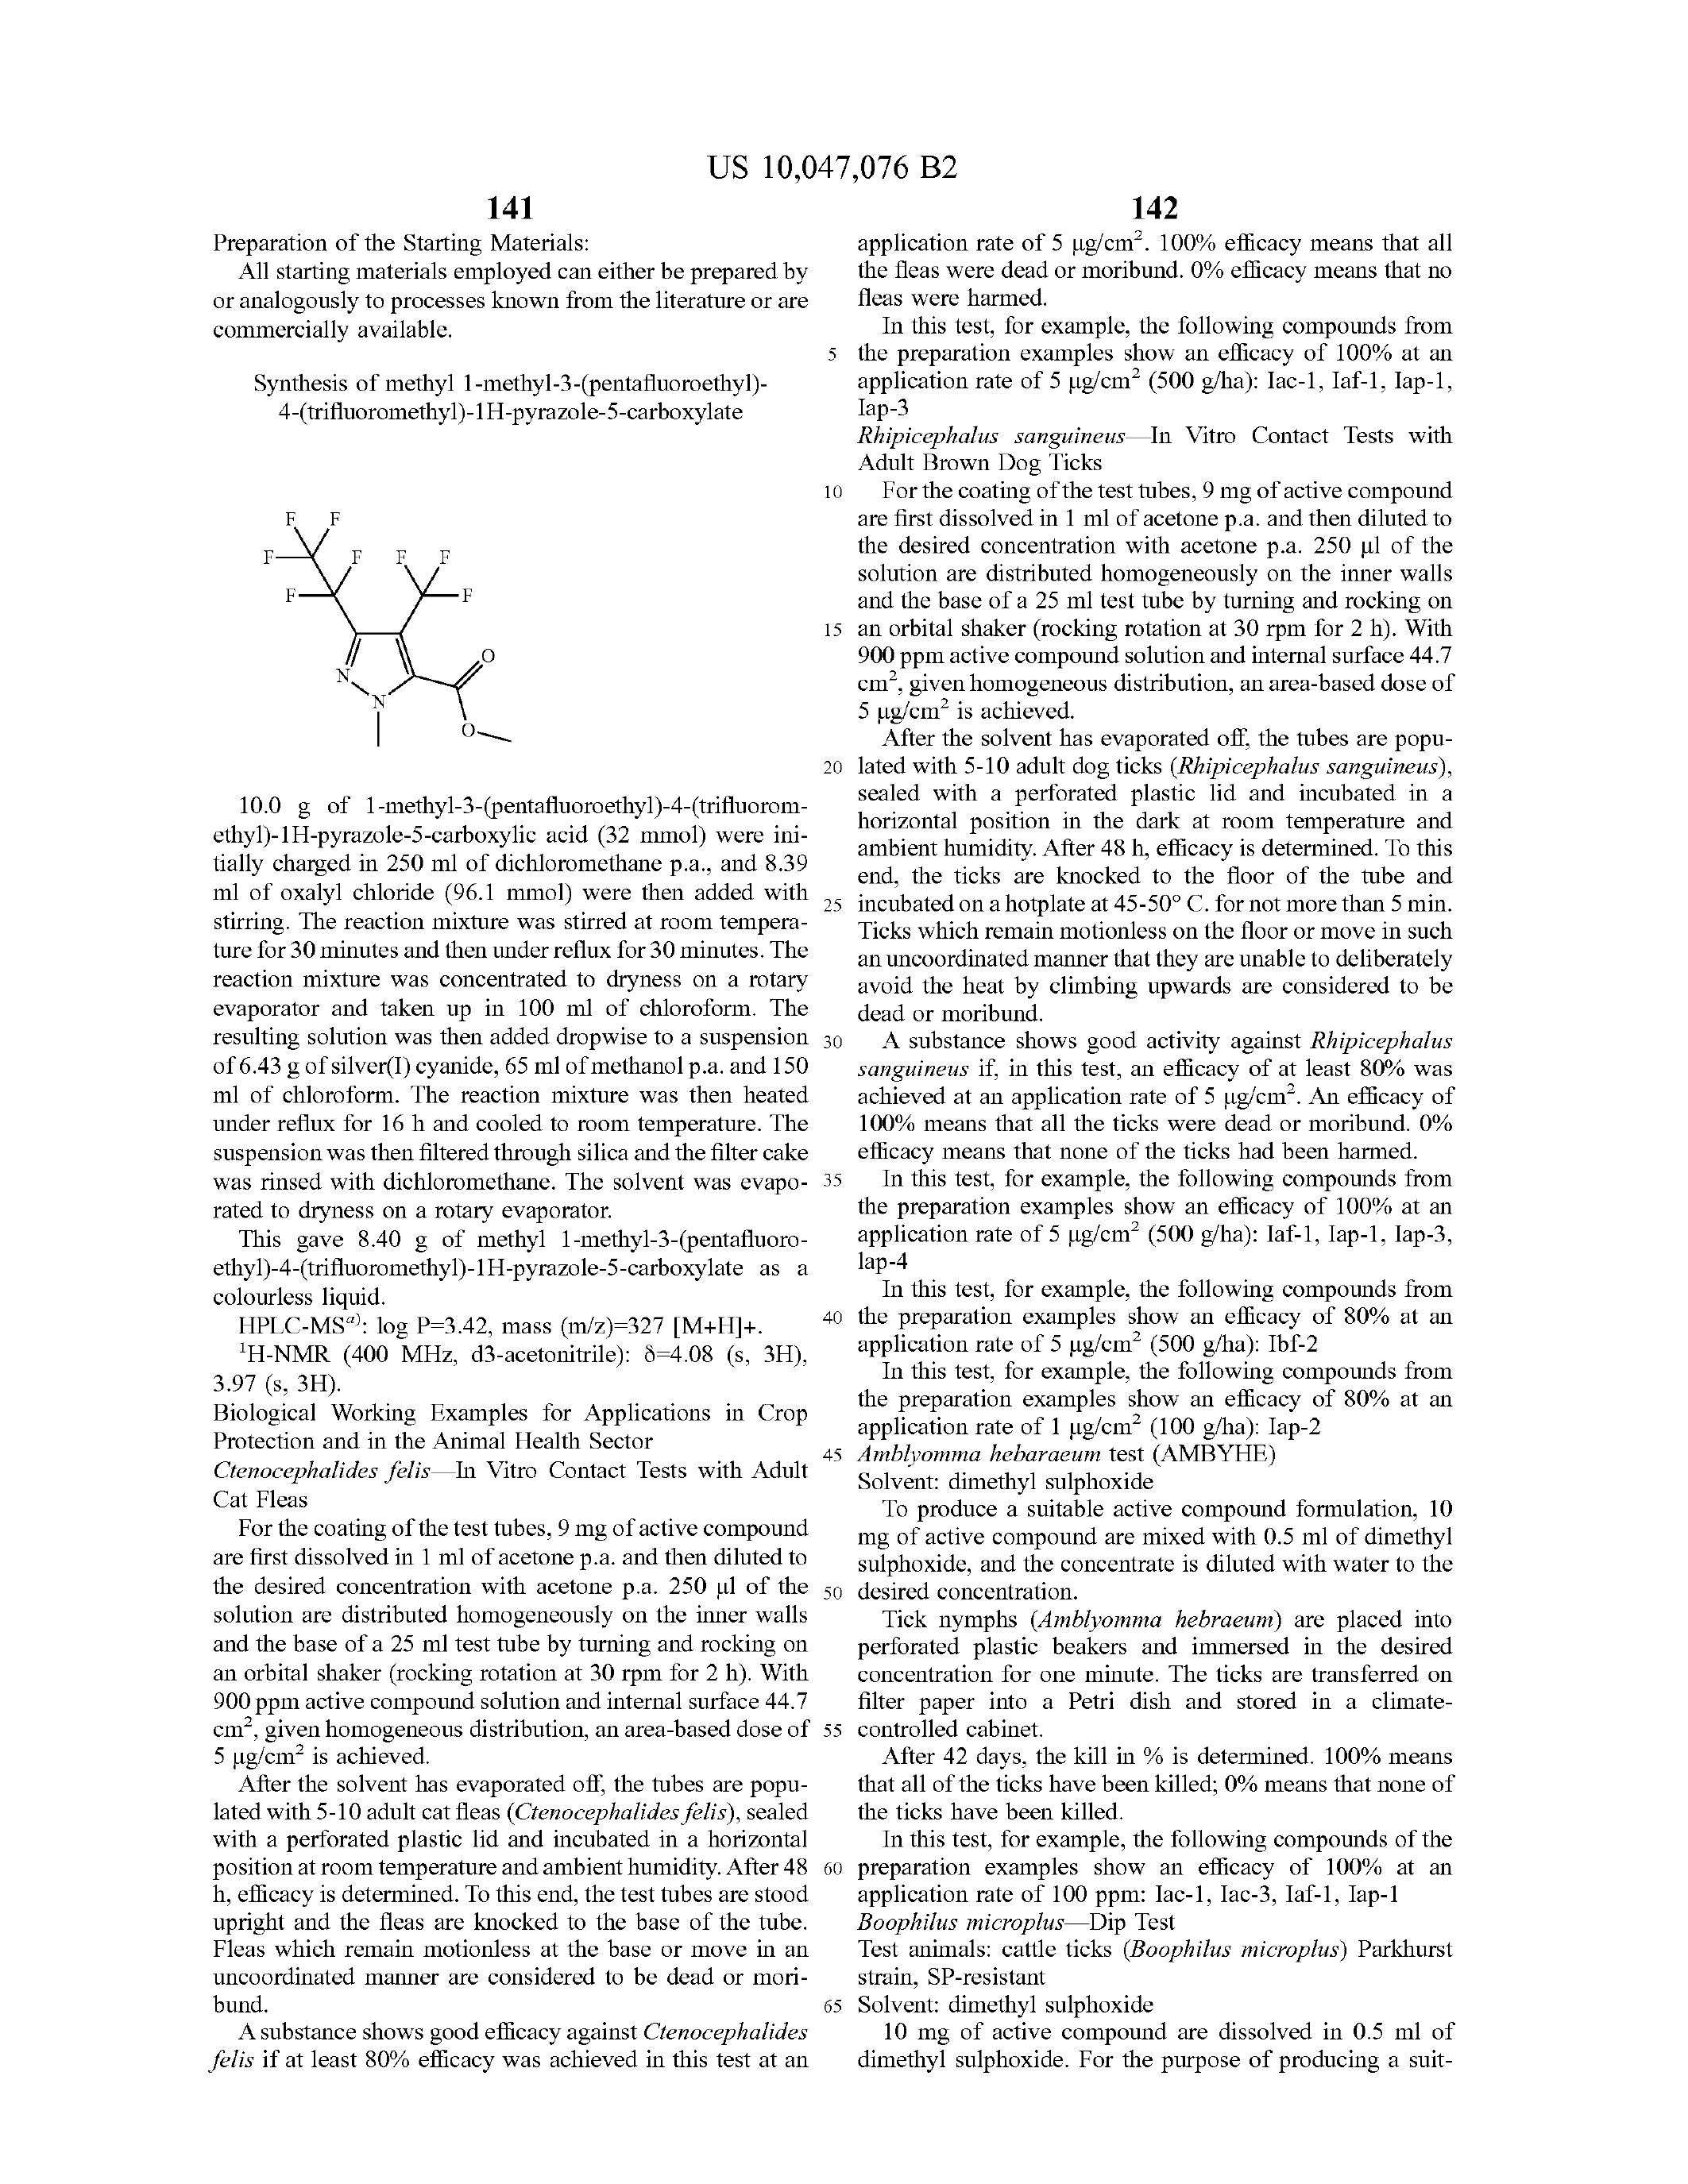 US 10,047,076 B2
141
Preparation of the Starting Materials:
All starting materials employed can either be prepared by
or analogously to processes known from the literature or are
commercially available.
Synthesis of methyl 1-methyl-3-(pentafluoroethyl)-
4-(trifluoromethyl)-1H-pyrazole-5-carboxylate
F F
F F F F
F F
O
N
N
O
10.0 g of 1-methyl-3-(pentafluoroethyl)-4-(trifluorom-
ethyl)-1H-pyrazole-5-carboxylic acid (32 mmol) were ini-
tially charged in 250 ml of dichloromethane p.a., and 8.39
ml of oxalyl chloride (96.1 mmol) were then added with
stirring. The reaction mixture was stirred at room tempera-
ture for 30 minutes and then under reflux for 30 minutes. The
reaction mixture was concentrated to dryness on a rotary
evaporator and taken up in 100 ml of chloroform. The
resulting solution was then added dropwise to a suspension
of 6.43 g of silver(I) cyanide, 65 ml of methanol p.a. and 150
ml of chloroform. The reaction mixture was then heated
under reflux for 16 h and cooled to room temperature. The
suspension was then filtered through silica and the filter cake
was rinsed with dichloromethane. The solvent was evapo-
rated to dryness on a rotary evaporator.
This gave 8.40 g of methyl 1-methyl-3-(pentafluoro-
ethyl)-4-(trifluoromethyl)-1H-pyrazole-5-carboxylate as a
colourless liquid.
HPLC-MSᵃ⁾: log P=3.42, mass (m/z)=327 [M+H]+.
¹H-NMR (400 MHz, d3-acetonitrile): δ=4.08 (s, 3H),
3.97 (s, 3H).
Biological Working Examples for Applications in Crop
Protection and in the Animal Health Sector
Ctenocephalides felis—In Vitro Contact Tests with Adult
Cat Fleas
For the coating of the test tubes, 9 mg of active compound
are first dissolved in 1 ml of acetone p.a. and then diluted to
the desired concentration with acetone p.a. 250 µl of the
solution are distributed homogeneously on the inner walls
and the base of a 25 ml test tube by turning and rocking on
an orbital shaker (rocking rotation at 30 rpm for 2 h). With
900 ppm active compound solution and internal surface 44.7
cm², given homogeneous distribution, an area-based dose of
5 µg/cm² is achieved.
After the solvent has evaporated off, the tubes are popu-
lated with 5-10 adult cat fleas (Ctenocephalides felis), sealed
with a perforated plastic lid and incubated in a horizontal
position at room temperature and ambient humidity. After 48
h, efficacy is determined. To this end, the test tubes are stood
upright and the fleas are knocked to the base of the tube.
Fleas which remain motionless at the base or move in an
uncoordinated manner are considered to be dead or mori-
bund.
A substance shows good efficacy against Ctenocephalides
felis if at least 80% efficacy was achieved in this test at an
5
10
15
20
25
30
35
40
45
50
55
60
65
142
application rate of 5 µg/cm². 100% efficacy means that all
the fleas were dead or moribund. 0% efficacy means that no
fleas were harmed.
In this test, for example, the following compounds from
the preparation examples show an efficacy of 100% at an
application rate of 5 µg/cm² (500 g/ha): Iac-1, Iaf-1, Iap-1,
Iap-3
Rhipicephalus sanguineus—In Vitro Contact Tests with
Adult Brown Dog Ticks
For the coating of the test tubes, 9 mg of active compound
are first dissolved in 1 ml of acetone p.a. and then diluted to
the desired concentration with acetone p.a. 250 µl of the
solution are distributed homogeneously on the inner walls
and the base of a 25 ml test tube by turning and rocking on
an orbital shaker (rocking rotation at 30 rpm for 2 h). With
900 ppm active compound solution and internal surface 44.7
cm², given homogeneous distribution, an area-based dose of
5 µg/cm² is achieved.
After the solvent has evaporated off, the tubes are popu-
lated with 5-10 adult dog ticks (Rhipicephalus sanguineus),
sealed with a perforated plastic lid and incubated in a
horizontal position in the dark at room temperature and
ambient humidity. After 48 h, efficacy is determined. To this
end, the ticks are knocked to the floor of the tube and
incubated on a hotplate at 45-50° C. for not more than 5 min.
Ticks which remain motionless on the floor or move in such
an uncoordinated manner that they are unable to deliberately
avoid the heat by climbing upwards are considered to be
dead or moribund.
A substance shows good activity against Rhipicephalus
sanguineus if, in this test, an efficacy of at least 80% was
achieved at an application rate of 5 µg/cm². An efficacy of
100% means that all the ticks were dead or moribund. 0%
efficacy means that none of the ticks had been harmed.
In this test, for example, the following compounds from
the preparation examples show an efficacy of 100% at an
application rate of 5 µg/cm² (500 g/ha): Iaf-1, Iap-1, Iap-3,
Iap-4
In this test, for example, the following compounds from
the preparation examples show an efficacy of 80% at an
application rate of 5 µg/cm² (500 g/ha): Ibf-2
In this test, for example, the following compounds from
the preparation examples show an efficacy of 80% at an
application rate of 1 µg/cm² (100 g/ha): Iap-2
Amblyomma hebaraeum test (AMBYHE)
Solvent: dimethyl sulphoxide
To produce a suitable active compound formulation, 10
mg of active compound are mixed with 0.5 ml of dimethyl
sulphoxide, and the concentrate is diluted with water to the
desired concentration.
Tick nymphs (Amblyomma hebraeum) are placed into
perforated plastic beakers and immersed in the desired
concentration for one minute. The ticks are transferred on
filter paper into a Petri dish and stored in a climate-
controlled cabinet.
After 42 days, the kill in % is determined. 100% means
that all of the ticks have been killed; 0% means that none of
the ticks have been killed.
In this test, for example, the following compounds of the
preparation examples show an efficacy of 100% at an
application rate of 100 ppm: Iac-1, Iac-3, Iaf-1, Iap-1
Boophilus microplus—Dip Test
Test animals: cattle ticks (Boophilus microplus) Parkhurst
strain, SP-resistant
Solvent: dimethyl sulphoxide
10 mg of active compound are dissolved in 0.5 ml of
dimethyl sulphoxide. For the purpose of producing a suit-